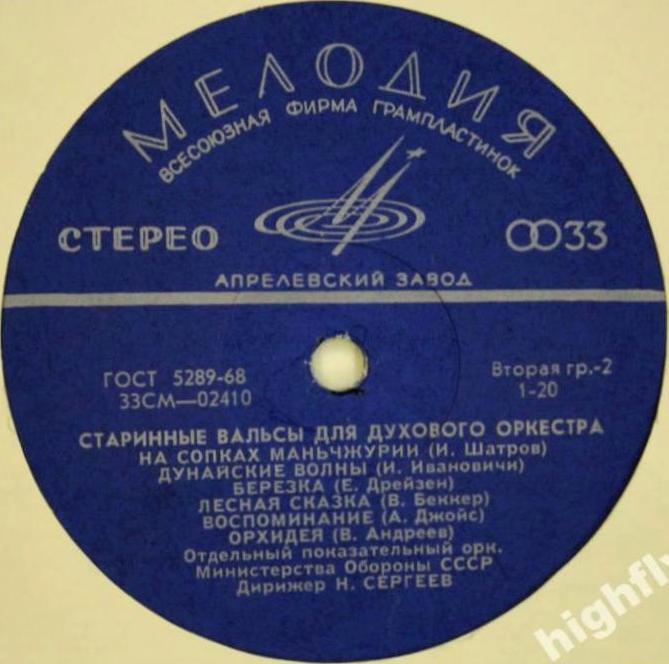 МЕЛОДИЯ
ВСЕСОЮЗНАЯ ФИРМА ГРАМПЛАСТИНОК
СТЕРЕО
33
АПРЕЛЕВСКИЙ ЗАВОД
ГОСТ 5289-68
33СМ—02410
Вторая гр.-2
1-20
СТАРИННЫЕ ВАЛЬСЫ ДЛЯ ДУХОВОГО ОРКЕСТРА
НА СОПКАХ МАНЬЧЖУРИИ (И. Шатров)
ДУНАЙСКИЕ ВОЛНЫ (И. Ивановичи)
БЕРЕЗКА (Е. Дрейзен)
ЛЕСНАЯ СКАЗКА (В. Беккер)
ВОСПОМИНАНИЕ (А. Джойс)
ОРХИДЕЯ (В. Андреев)
Отдельный показательный орк.
Министерства Обороны СССР
Дирижер Н. СЕРГЕЕВ